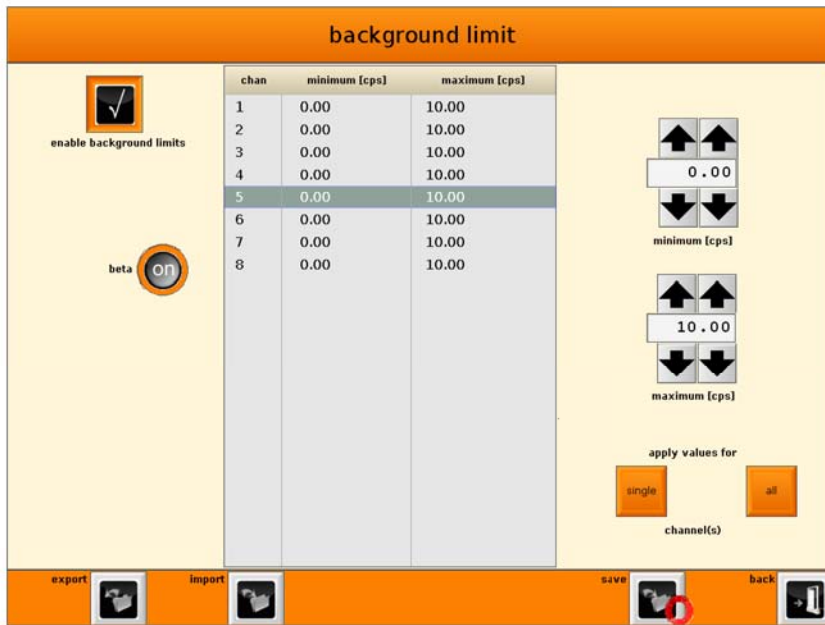 background limit
enable background limits
beta
on
chan minimum [cps] maximum [cps]
1 0.00 10.00
2 0.00 10.00
3 0.00 10.00
4 0.00 10.00
5 0.00 10.00
6 0.00 10.00
7 0.00 10.00
8 0.00 10.00
0.00
minimum [cps]
10.00
maximum [cps]
apply values for
single all
channel(s)
export import save back